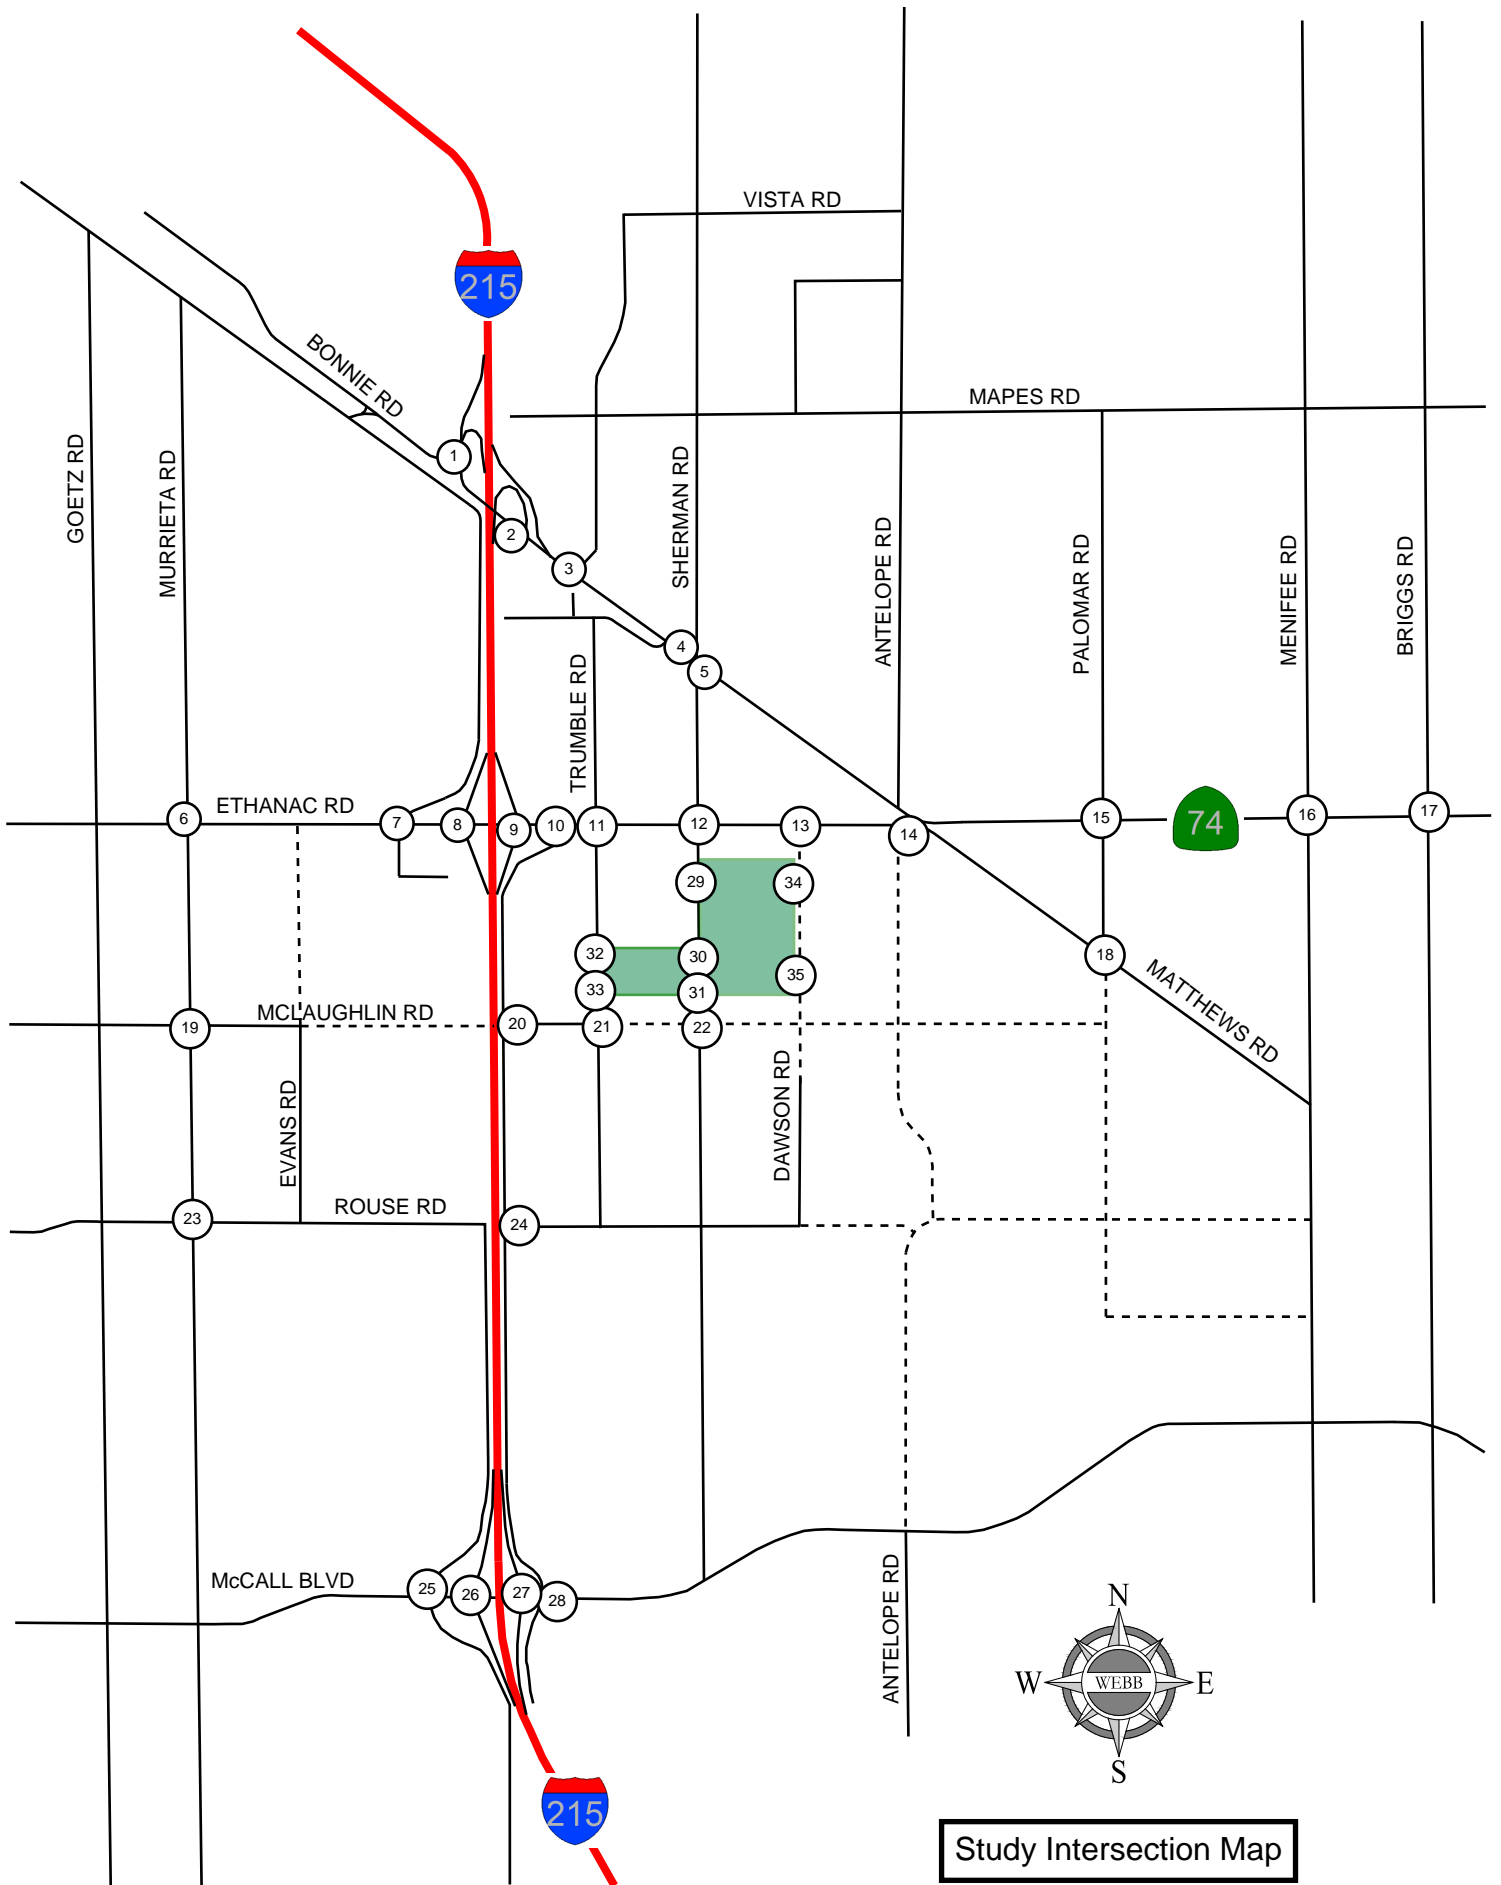 VISTA RD
215
BONNIE RD
MAPES RD
GOETZ RD
MURRIETA RD
1
SHERMAN RD
ANTELOPE RD
PALOMAR RD
MENIFEE RD
BRIGGS RD
2
3
4
5
TRUMBLE RD
ETHANAC RD
6
7
8
9
10
11
12
13
14
15
74
16
17
29
34
32
30
18
35
33
31
MATTHEWS RD
MCLAUGHLIN RD
19
20
21
22
EVANS RD
DAWSON RD
ROUSE RD
23
24
McCALL BLVD
25
26
27
28
ANTELOPE RD
N
W
WEBB
E
S
215
Study Intersection Map